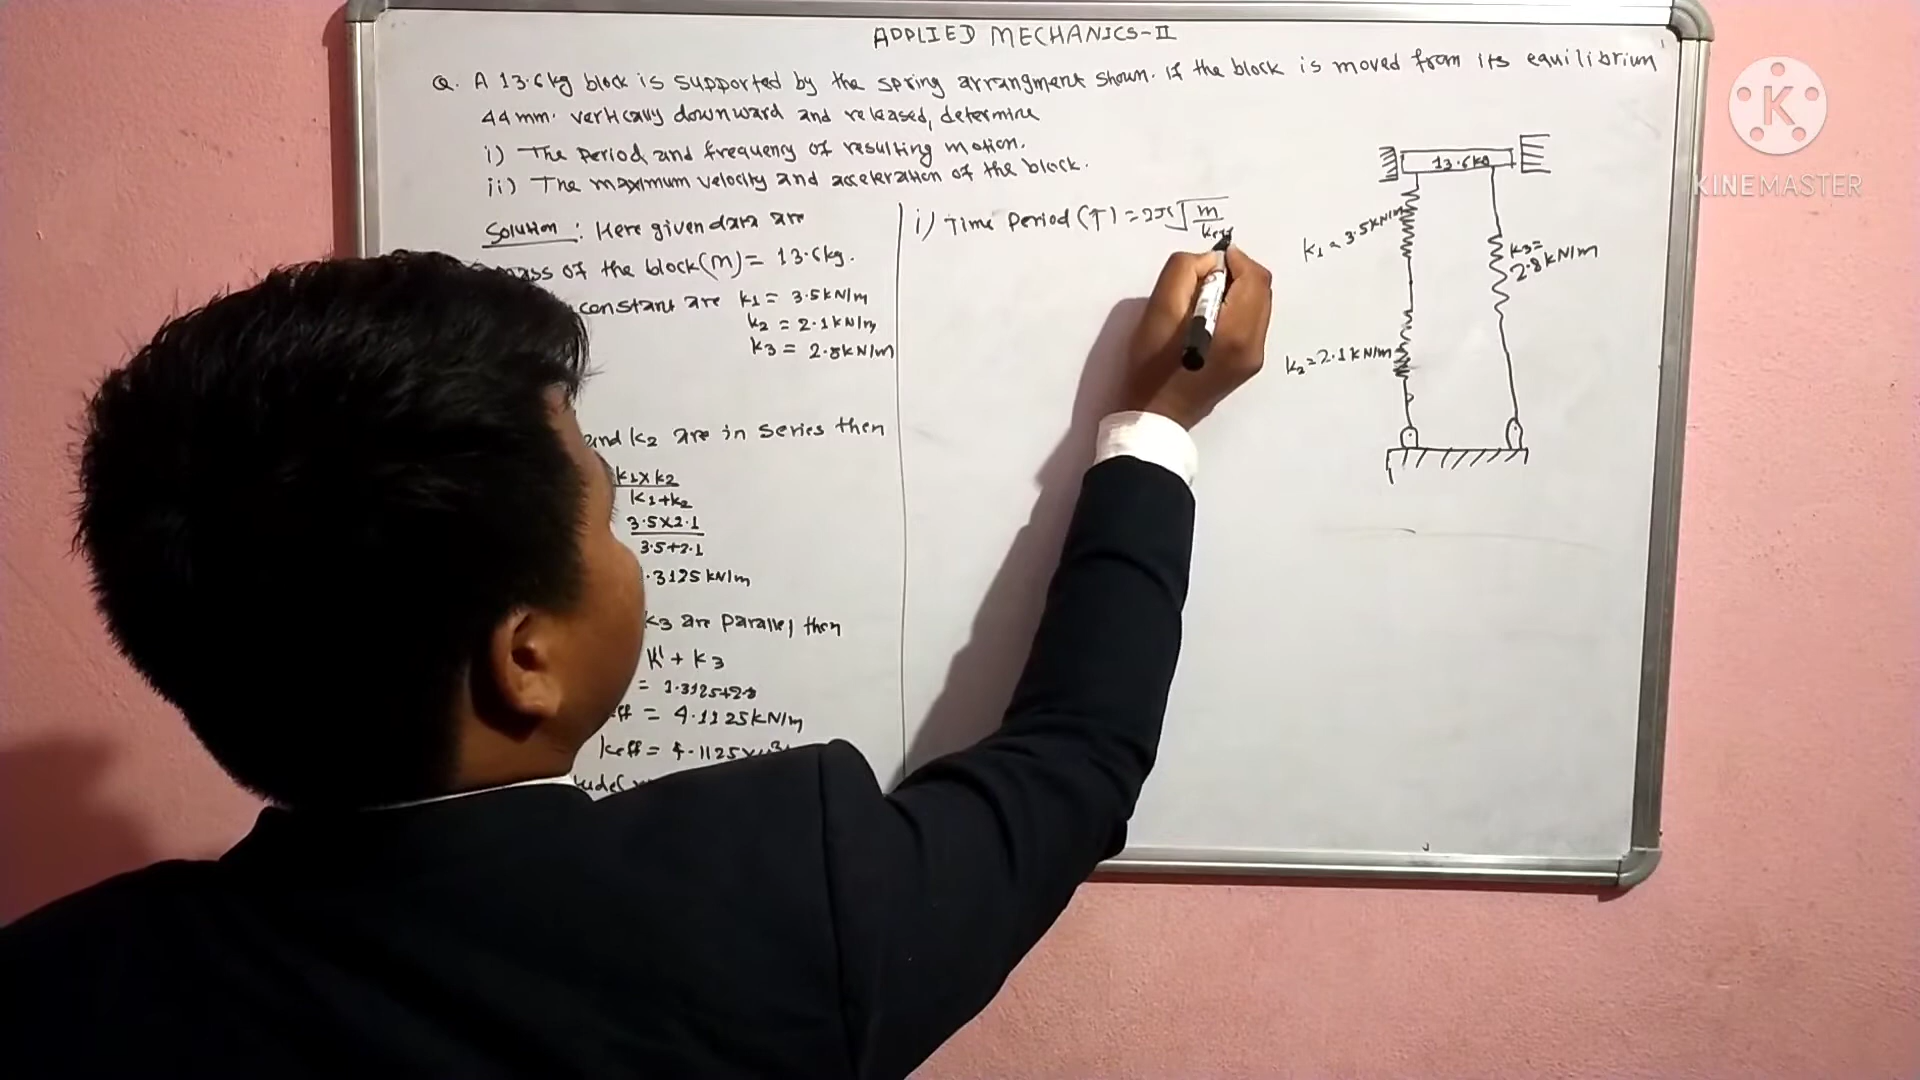 APPLIED MECHANICS-II
Q. A 13.6kg block is supported by the spring arrangment shown. If the block is moved from its equilibrium
44mm. vertically downward and released, determine
i) The Period and frequency of resulting motion.
ii) The maximum velocity and acceleration of the block.
Solution: Here given data are
mass of the block(m) = 13.6kg.
constant are k1 = 3.5kN/m
k2 = 2.1kN/m
k3 = 2.8kN/m
and k2 are in series then
k1×k2
k1+k2
3.5×2.1
3.5+2.1
.3125kN/m
k3 are parallel then
K' + k3
= 1.3125+2.8
ff = 4.1125kN/m
keff = 4.1125×
i) Time Period (T) = 2π√m
13.6kg
k1 = 3.5kN/m
k3=
2.8kN/m
k2=2.1kN/m
K
KINEMASTER